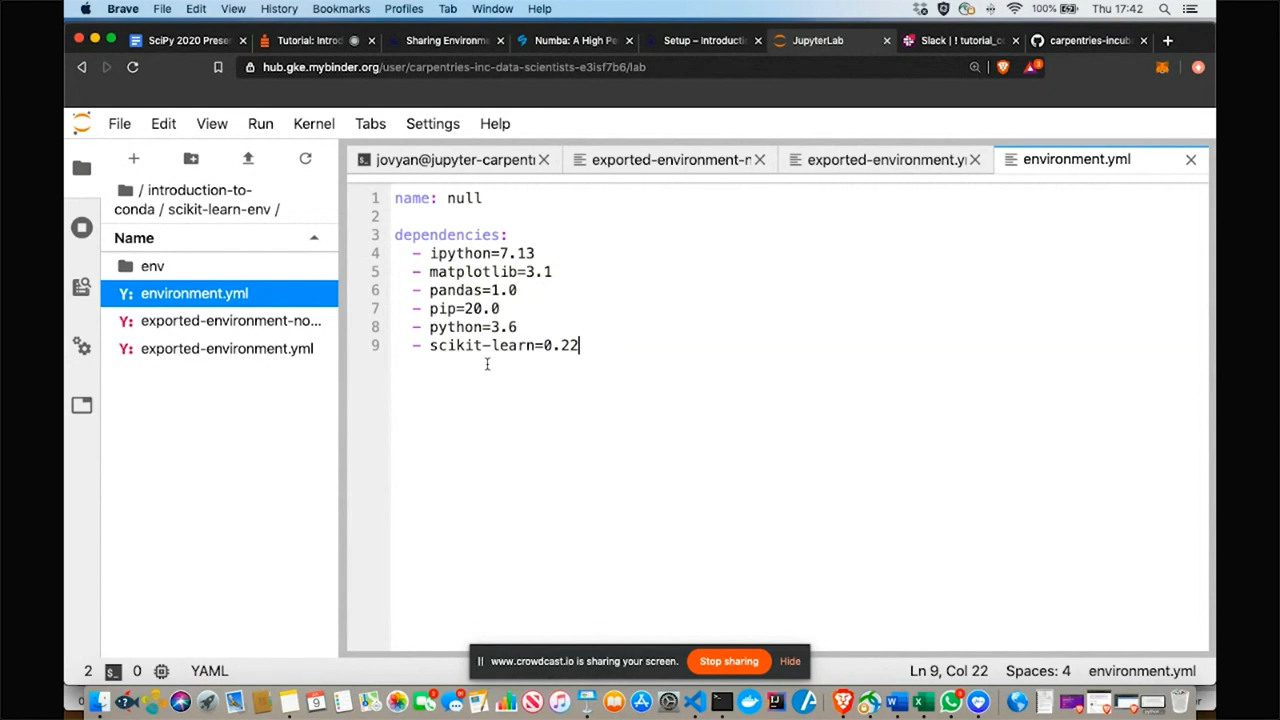 Brave File Edit View History Bookmarks Profiles Tab Window Help 100% Thu 17:42
SciPy 2020 Prese Tutorial: Introd Sharing Environme Numba: A High Pe Setup – Introductio JupyterLab Slack | ! tutorial_c carpentries-incub
hub.gke.mybinder.org/user/carpentries-inc-data-scientists-e3isf7b6/lab
File Edit View Run Kernel Tabs Settings Help
jovyan@jupyter-carpent exported-environment-n exported-environment.y environment.yml
/ introduction-to-
conda / scikit-learn-env /
Name
env
environment.yml
exported-environment-no...
exported-environment.yml
1 name: null
2
3 dependencies:
4 - ipython=7.13
5 - matplotlib=3.1
6 - pandas=1.0
7 - pip=20.0
8 - python=3.6
9 - scikit-learn=0.22
www.crowdcast.io is sharing your screen. Stop sharing Hide
2 0 YAML Ln 9, Col 22 Spaces: 4 environment.yml